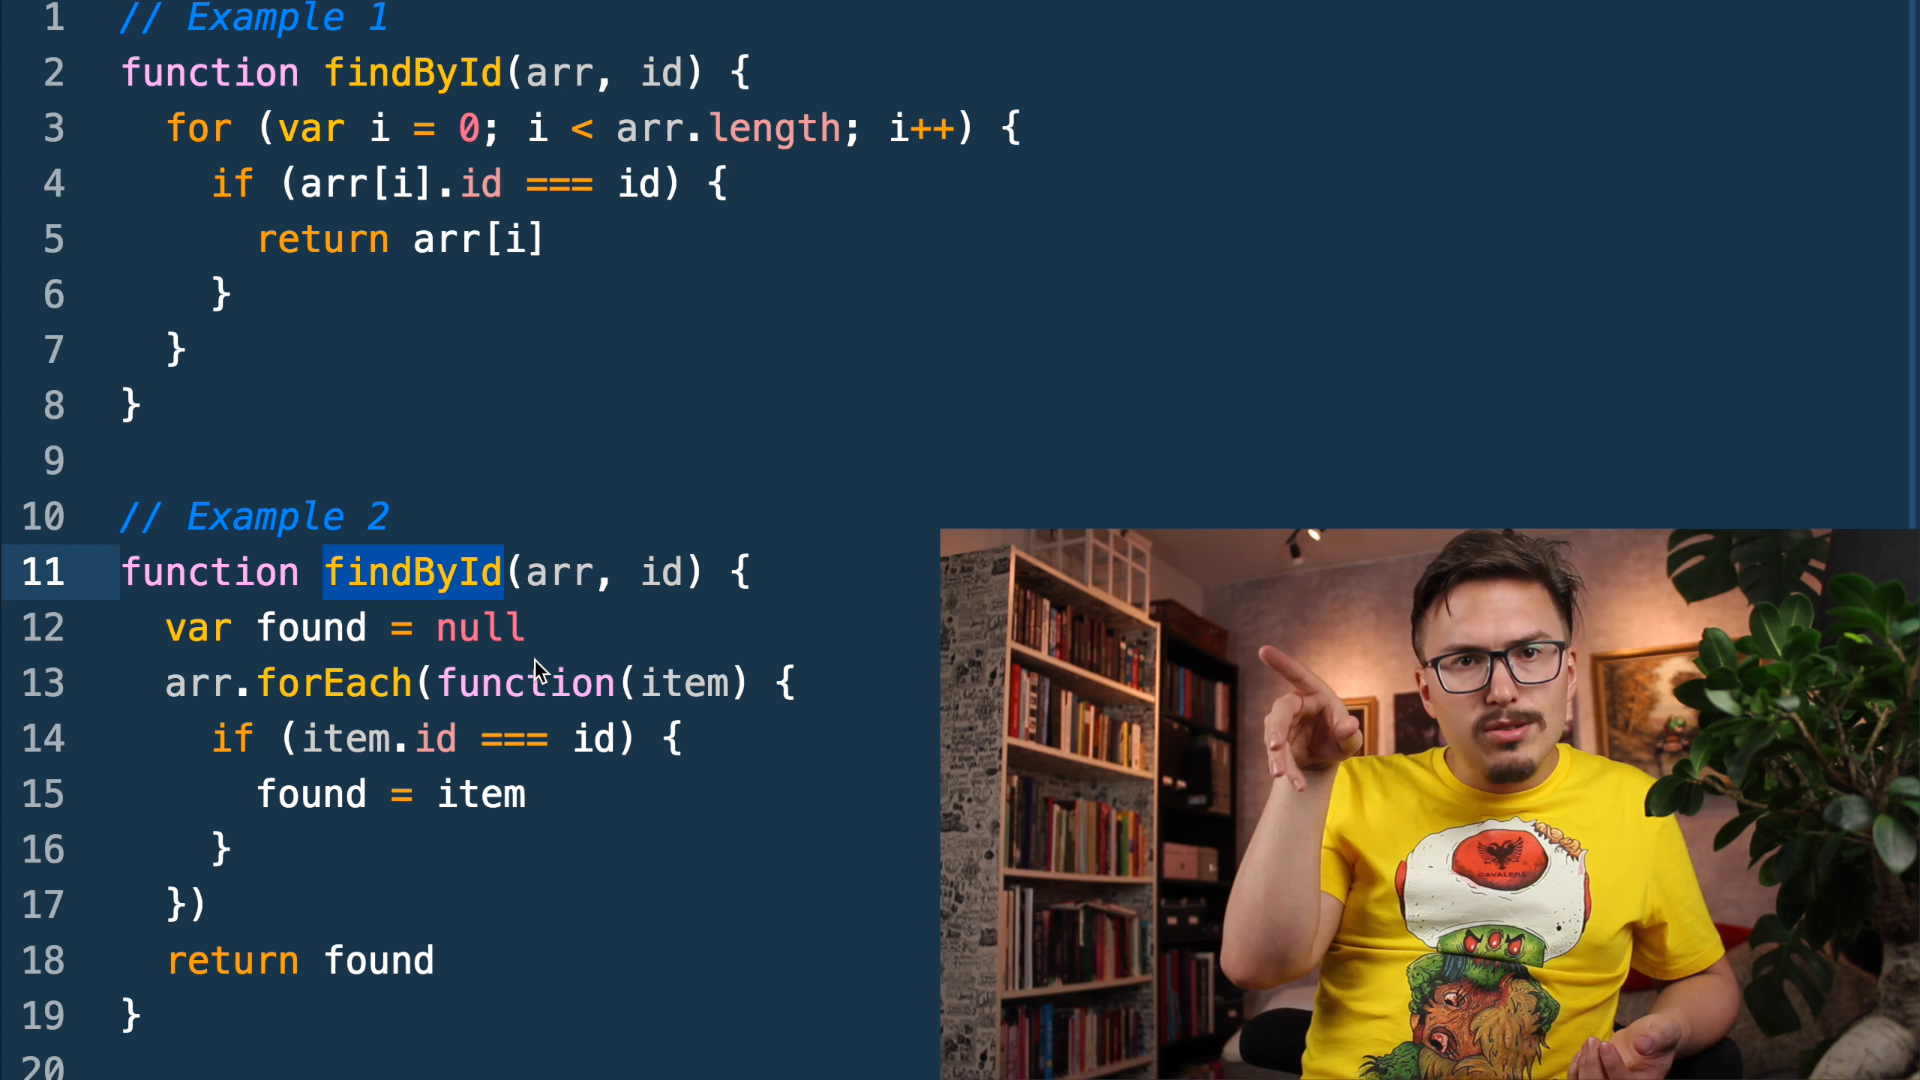 1 // Example 1
2 function findById(arr, id) {
3 for (var i = 0; i < arr.length; i++) {
4 if (arr[i].id === id) {
5 return arr[i]
6 }
7 }
8 }
9
10 // Example 2
11 function findById(arr, id) {
12 var found = null
13 arr.forEach(function(item) {
14 if (item.id === id) {
15 found = item
16 }
17 })
18 return found
19 }
20
CAVALERA